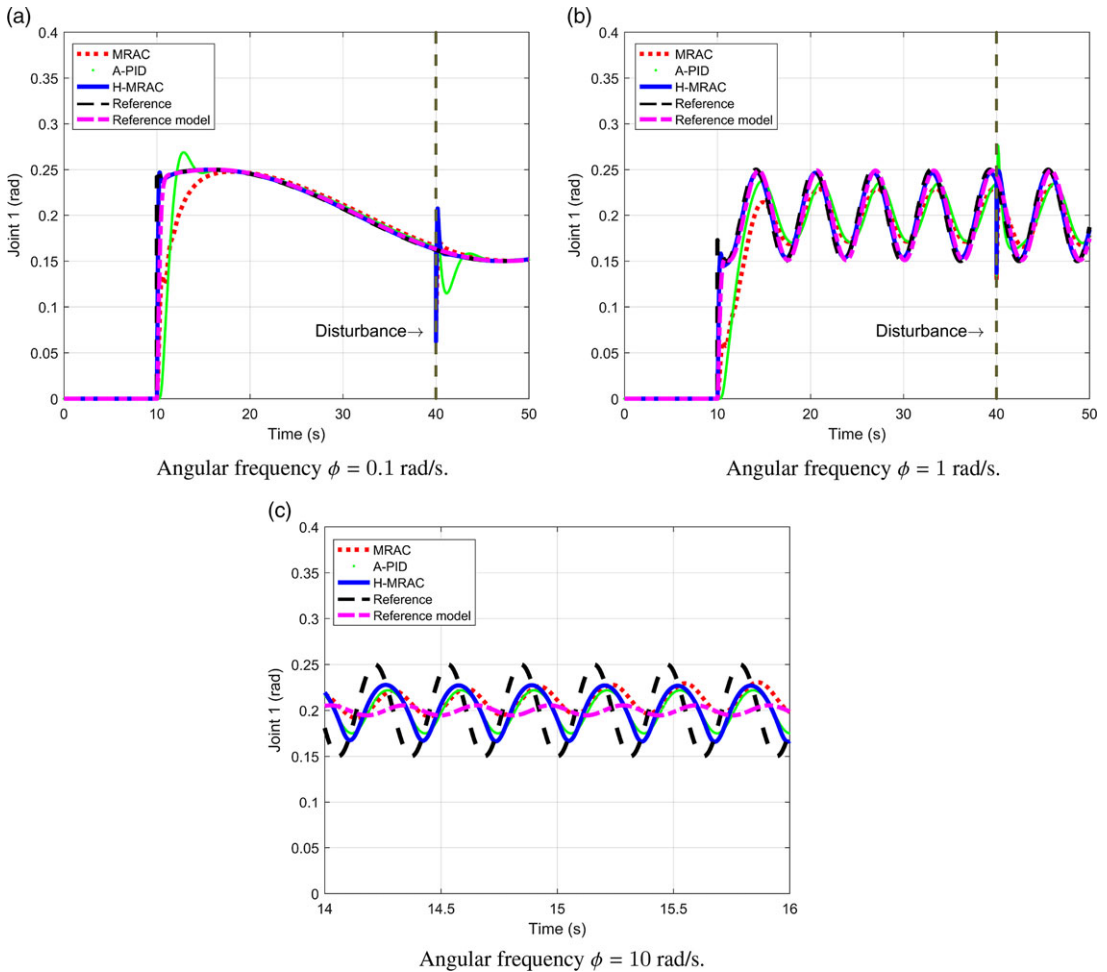 (a)
0.4
0.35
0.3
0.25
0.2
0.15
0.1
0.05
0
Joint 1 (rad)
MRAC
A-PID
H-MRAC
Reference
Reference model
Disturbance→
0 10 20 30 40 50
Time (s)
Angular frequency ϕ = 0.1 rad/s.
(b)
0.4
0.35
0.3
0.25
0.2
0.15
0.1
0.05
0
Joint 1 (rad)
MRAC
A-PID
H-MRAC
Reference
Reference model
Disturbance→
0 10 20 30 40 50
Time (s)
Angular frequency ϕ = 1 rad/s.
(c)
0.4
0.35
0.3
0.25
0.2
0.15
0.1
0.05
0
Joint 1 (rad)
MRAC
A-PID
H-MRAC
Reference
Reference model
14 14.5 15 15.5 16
Time (s)
Angular frequency ϕ = 10 rad/s.